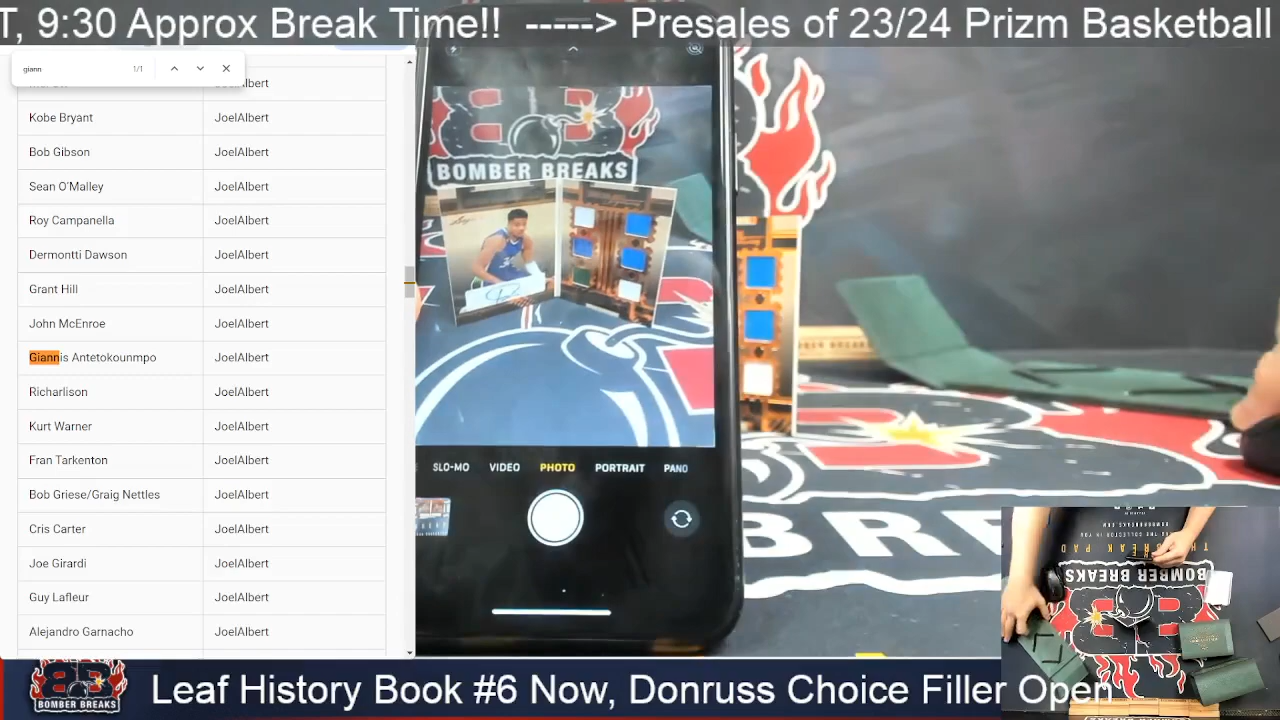 T, 9:30 Approx Break Time!! -----> Presales of 23/24 Prizm Basketball
giann 1/1
JoelAlbert
Kobe Bryant JoelAlbert
Bob Gibson JoelAlbert
Sean O'Malley JoelAlbert
Roy Campanella JoelAlbert
Dermontti Dawson JoelAlbert
Grant Hill JoelAlbert
John McEnroe JoelAlbert
Giannis Antetokounmpo JoelAlbert
Richarlison JoelAlbert
Kurt Warner JoelAlbert
Fran Tarkenton JoelAlbert
Bob Griese/Graig Nettles JoelAlbert
Cris Carter JoelAlbert
Joe Girardi JoelAlbert
Guy Lafleur JoelAlbert
Alejandro Garnacho JoelAlbert
BOMBER BREAKS
SLO-MO VIDEO PHOTO PORTRAIT PANO
BRE
THE BREAK PAD
BOMBER BREAKS
BOMBER BREAKS
Leaf History Book #6 Now, Donruss Choice Filler Open